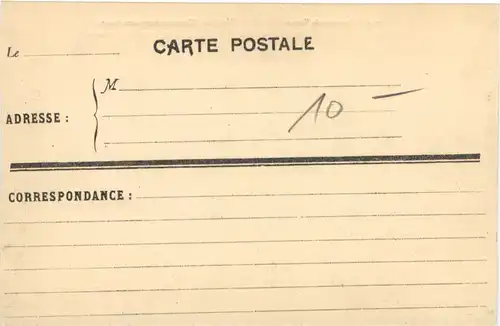 Le
CARTE POSTALE
M
ADRESSE :
10 —
CORRESPONDANCE :